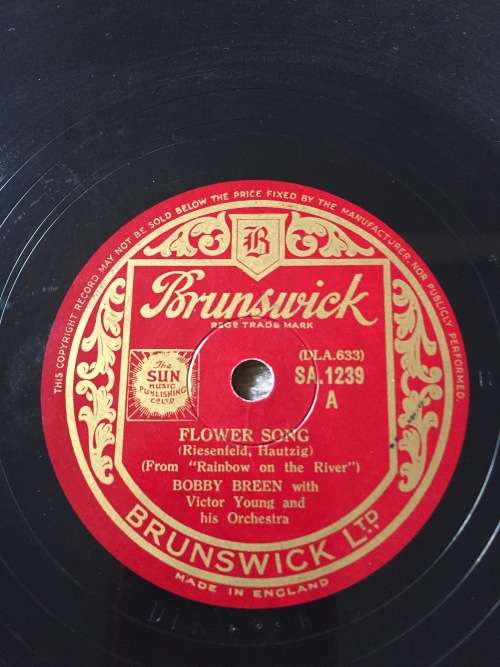 THIS COPYRIGHT RECORD MAY NOT BE SOLD BELOW THE PRICE FIXED BY THE MANUFACTURER·NOR PUBLICLY PERFORMED.
B
Brunswick
REGD TRADE MARK
The
SUN
MUSIC
PUBLISHING
CO LTD
(DLA.633)
SA.1239
A
FLOWER SONG
(Riesenfeld, Hautzig)
(From "Rainbow on the River")
BOBBY BREEN with
Victor Young and
his Orchestra
BRUNSWICK LTD.
MADE IN ENGLAND